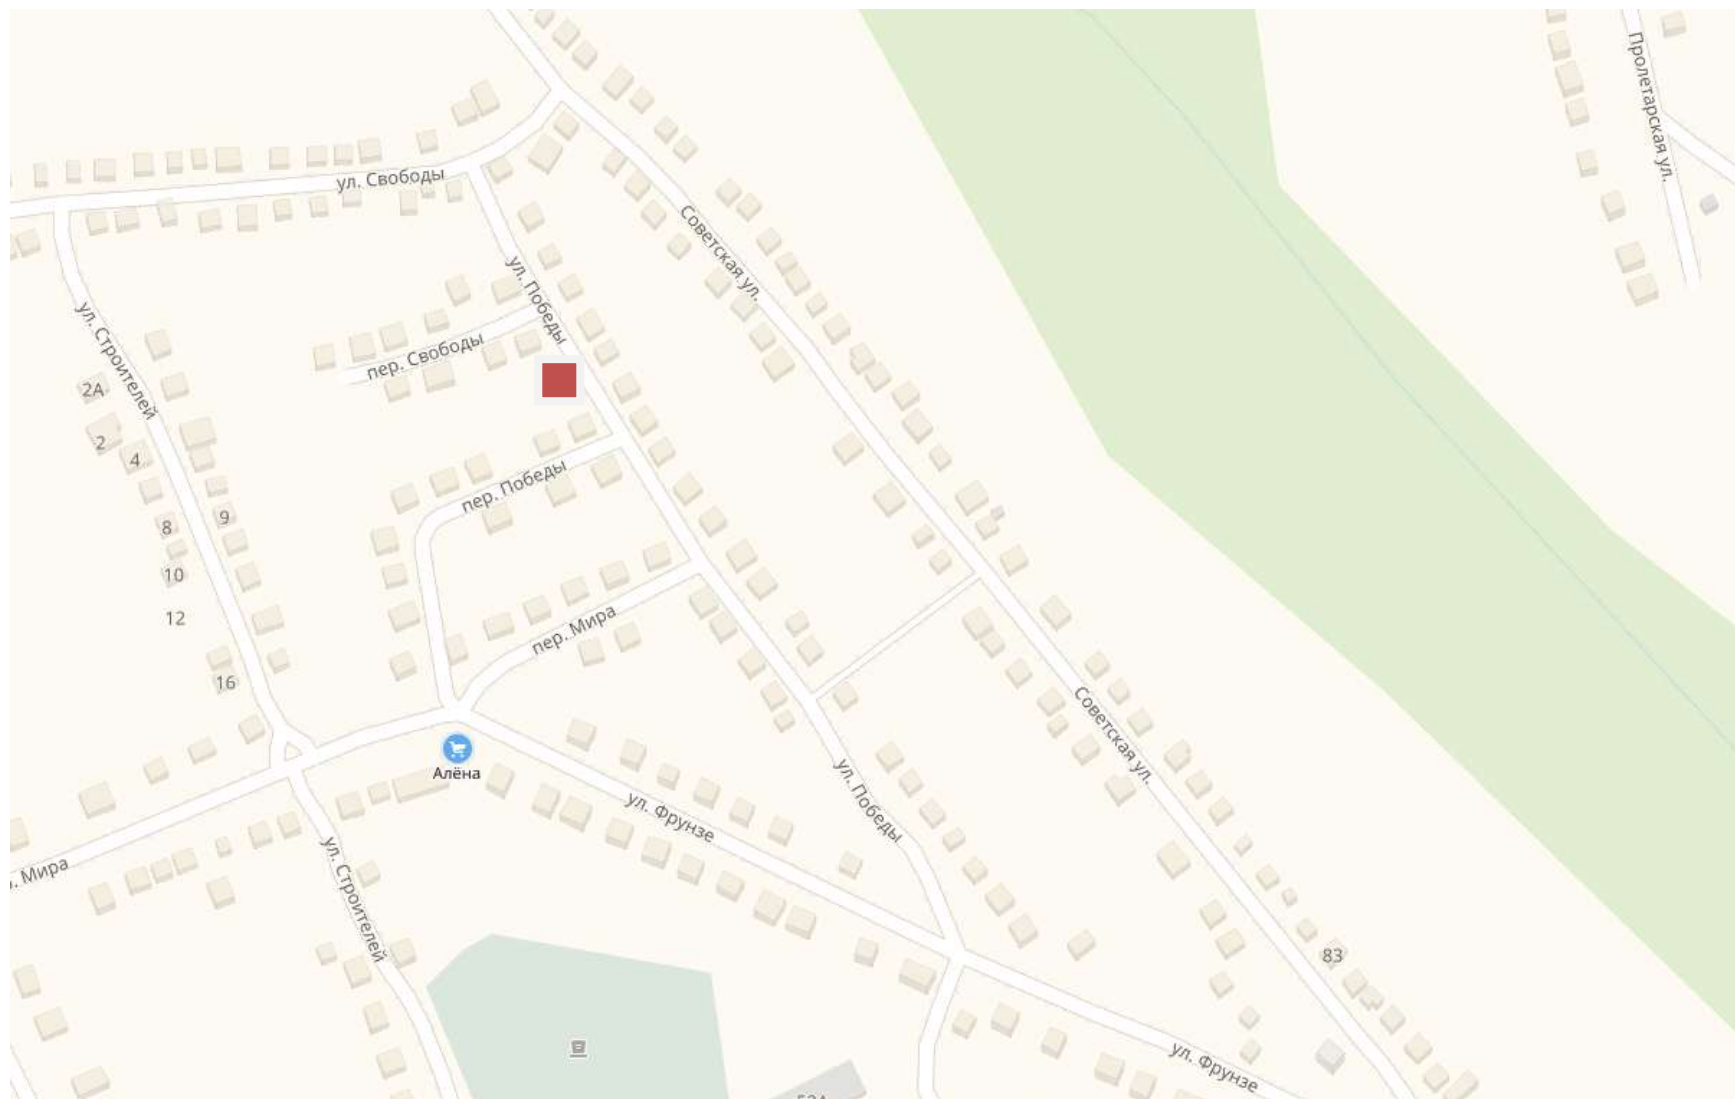 Пролетарская ул.
ул. Свободы
Советская ул.
ул. Победы
ул. Строителей
пер. Свободы
2А
2
4
пер. Победы
9
8
10
12
пер. Мира
16
Советская ул.
Алёна
ул. Победы
ул. Фрунзе
. Мира
ул. Строителей
83
ул. Фрунзе